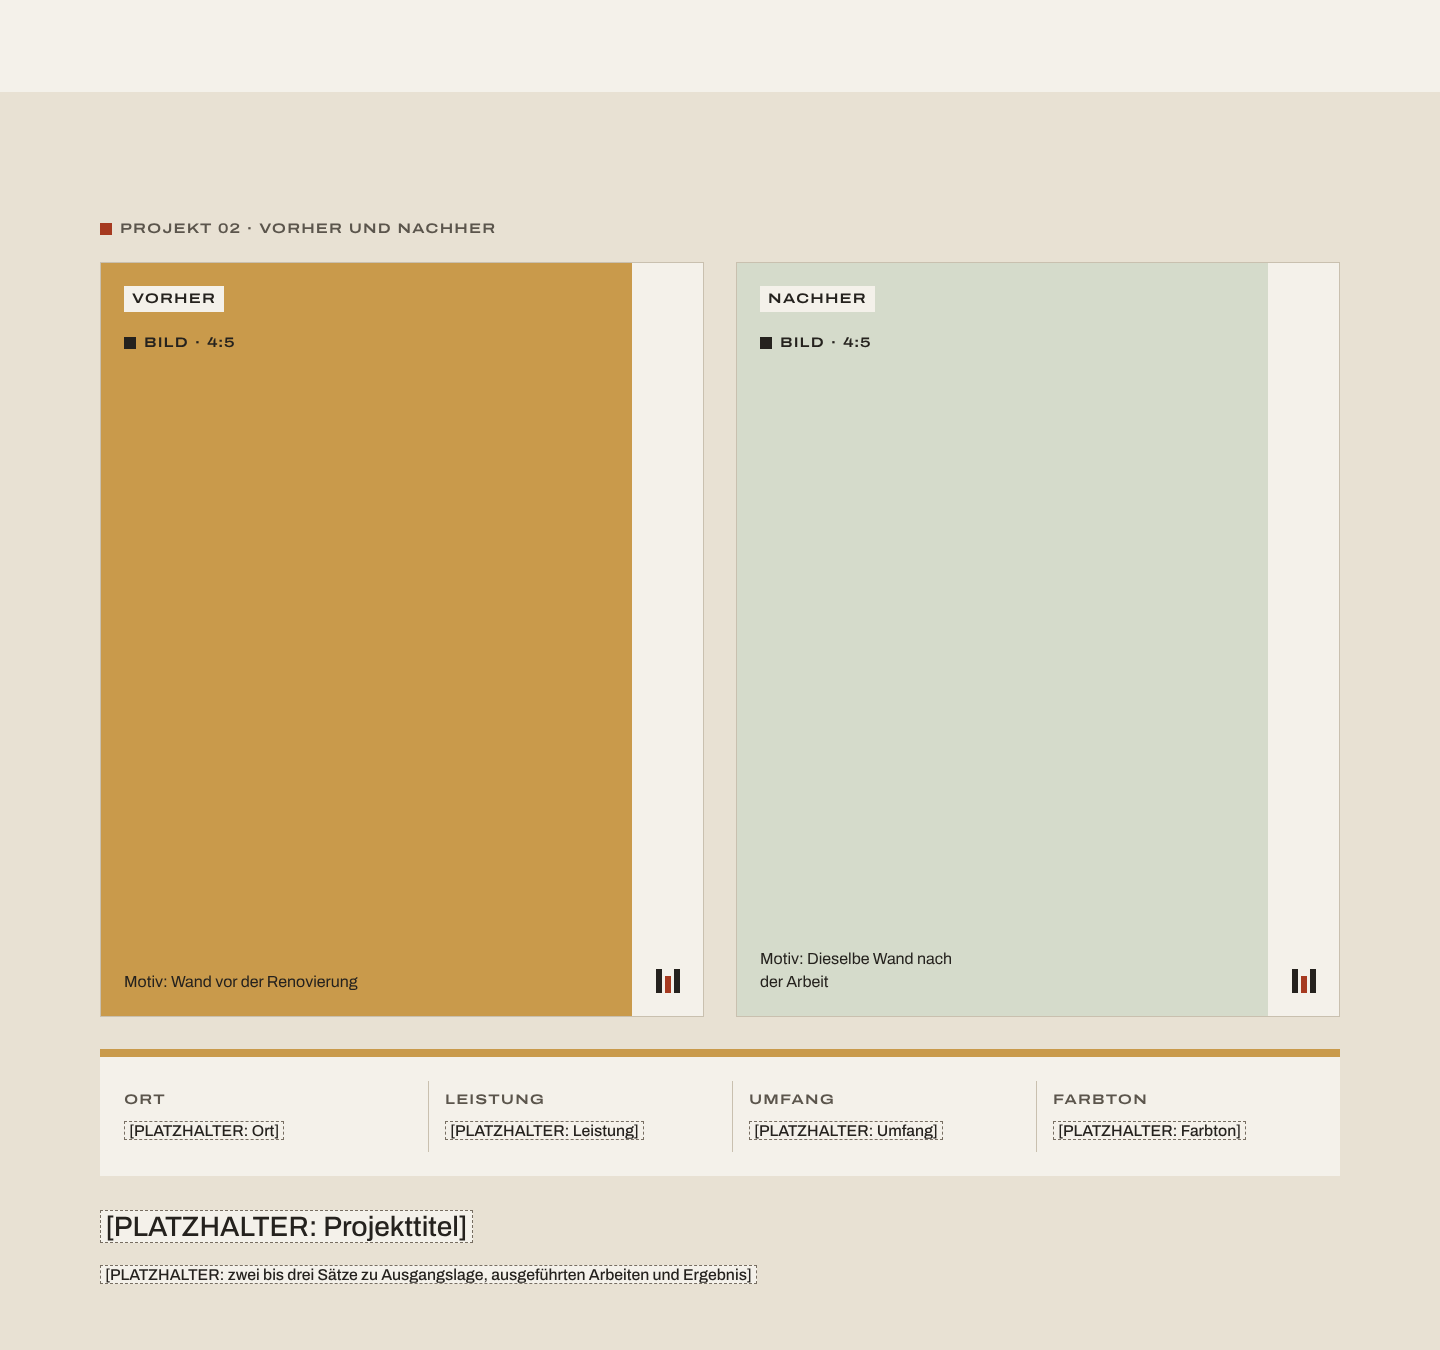 PROJEKT 02 · VORHER UND NACHHER
VORHER
BILD · 4:5
Motiv: Wand vor der Renovierung
NACHHER
BILD · 4:5
Motiv: Dieselbe Wand nach
der Arbeit
ORT
[PLATZHALTER: Ort]
LEISTUNG
[PLATZHALTER: Leistung]
UMFANG
[PLATZHALTER: Umfang]
FARBTON
[PLATZHALTER: Farbton]
[PLATZHALTER: Projekttitel]
[PLATZHALTER: zwei bis drei Sätze zu Ausgangslage, ausgeführten Arbeiten und Ergebnis]